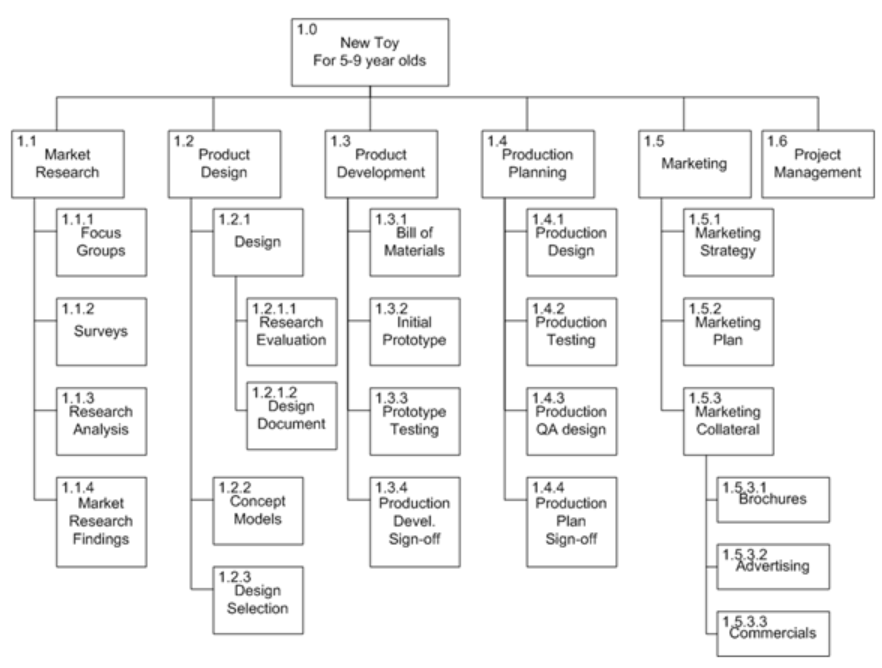 1.0
New Toy
For 5-9 year olds
1.1
Market
Research
1.2
Product
Design
1.3
Product
Development
1.4
Production
Planning
1.5
Marketing
1.6
Project
Management
1.1.1
Focus
Groups
1.1.2
Surveys
1.1.3
Research
Analysis
1.1.4
Market
Research
Findings
1.2.1
Design
1.2.1.1
Research
Evaluation
1.2.1.2
Design
Document
1.2.2
Concept
Models
1.2.3
Design
Selection
1.3.1
Bill of
Materials
1.3.2
Initial
Prototype
1.3.3
Prototype
Testing
1.3.4
Production
Devel.
Sign-off
1.4.1
Production
Design
1.4.2
Production
Testing
1.4.3
Production
QA design
1.4.4
Production
Plan
Sign-off
1.5.1
Marketing
Strategy
1.5.2
Marketing
Plan
1.5.3
Marketing
Collateral
1.5.3.1
Brochures
1.5.3.2
Advertising
1.5.3.3
Commercials